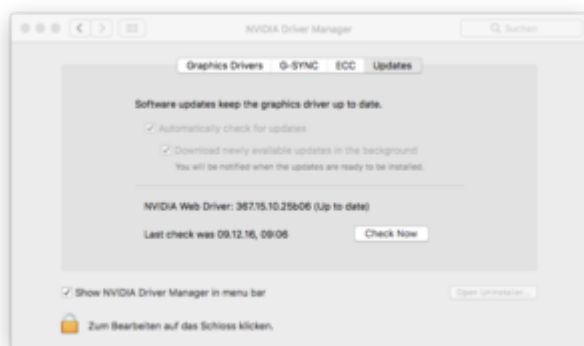 NVIDIA Driver Manager
Suchen
Graphics Drivers G-SYNC ECC Updates
Software updates keep the graphics driver up to date.
Automatically check for updates
Download newly available updates in the background
You will be notified when the updates are ready to be installed.
NVIDIA Web Driver: 367.15.10.25b06 (Up to date)
Last check was 09.12.16, 09:06 Check Now
Show NVIDIA Driver Manager in menu bar
Open Uninstaller...
Zum Bearbeiten auf das Schloss klicken.